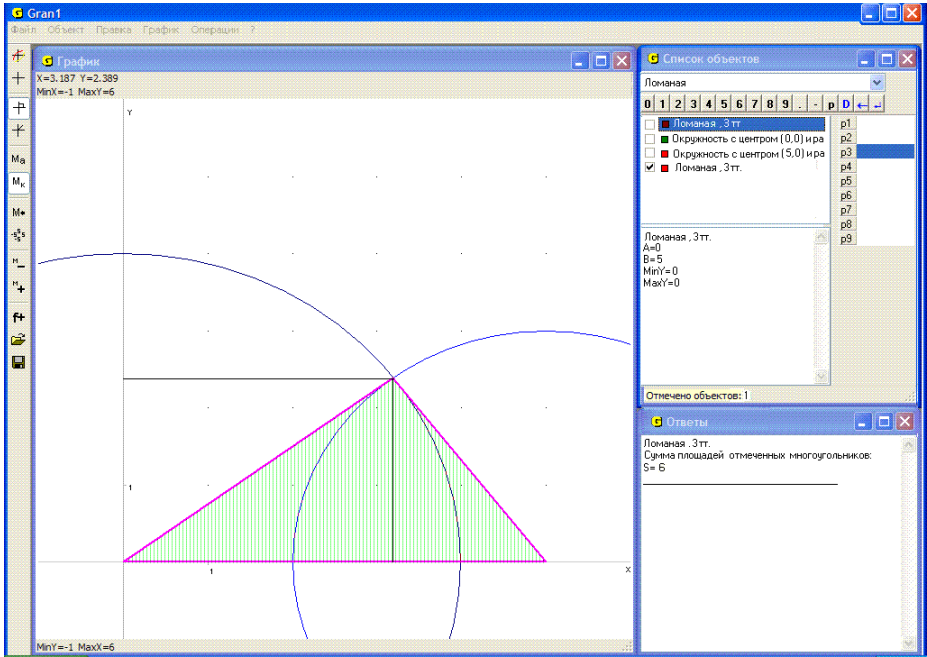 Gran1
Файл Объект Правка График Операции ?
График
X=3.187 Y=2.389
MinX=-1 MaxY=6
Y
1
1
X
MinY=-1 MaxX=6
Ma
Mк
M
M
f+
Список объектов
Ломаная
0 1 2 3 4 5 6 7 8 9 . - p D ← ↲
Ломаная , 3 тт
Окружность с центром (0,0) и ра
Окружность с центром (5,0) и ра
Ломаная , 3тт.
p1
p2
p3
p4
p5
p6
p7
p8
p9
Ломаная , 3тт.
A=0
B=5
MinY=0
MaxY=0
Отмечено объектов: 1
Ответы
Ломаная . 3тт.
Сумма площадей отмеченных многоугольников:
S= 6